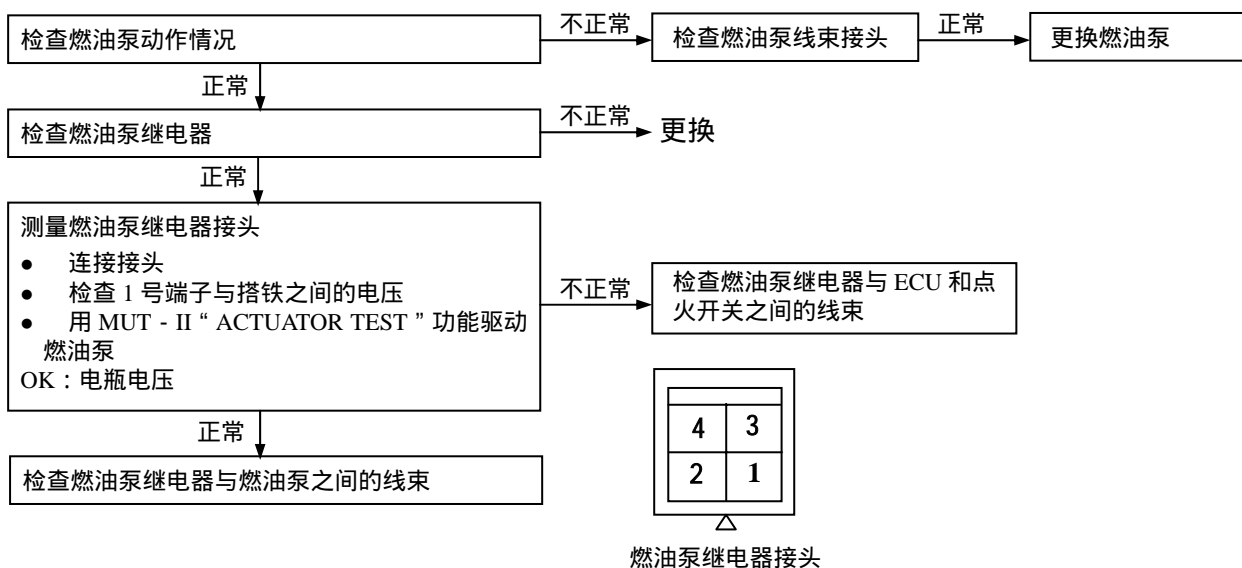 检查燃油泵动作情况
不正常
检查燃油泵线束接头
正常
更换燃油泵
正常
检查燃油泵继电器
不正常
更换
正常
测量燃油泵继电器接头
● 连接接头
● 检查 1 号端子与搭铁之间的电压
● 用 MUT - II “ ACTUATOR TEST ” 功能驱动
燃油泵
OK：电瓶电压
不正常
检查燃油泵继电器与 ECU 和点
火开关之间的线束
正常
检查燃油泵继电器与燃油泵之间的线束
4 3
2 1
燃油泵继电器接头